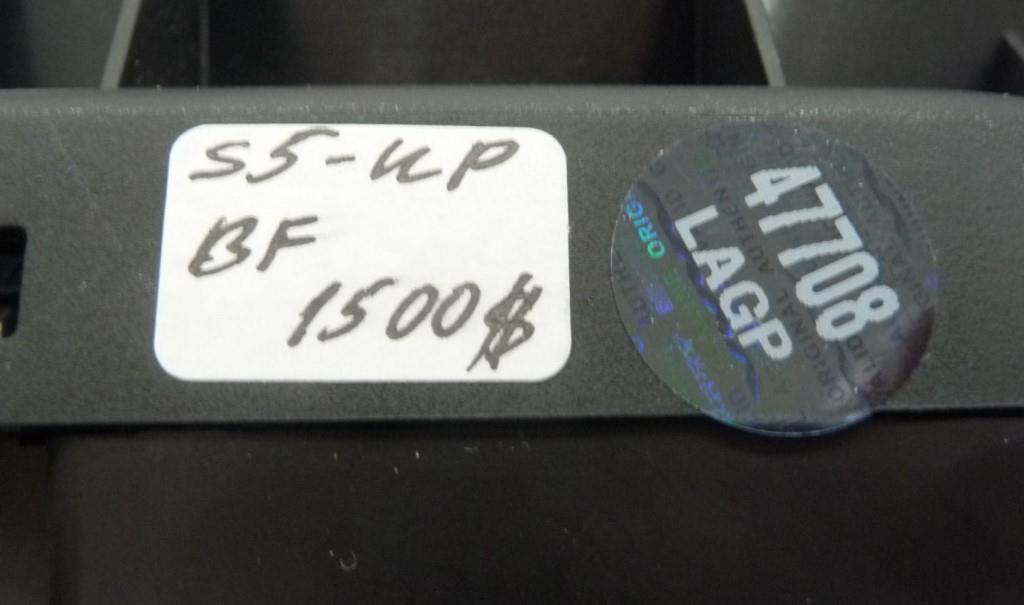 S5-UP
BF
1500$
47708
LAGP